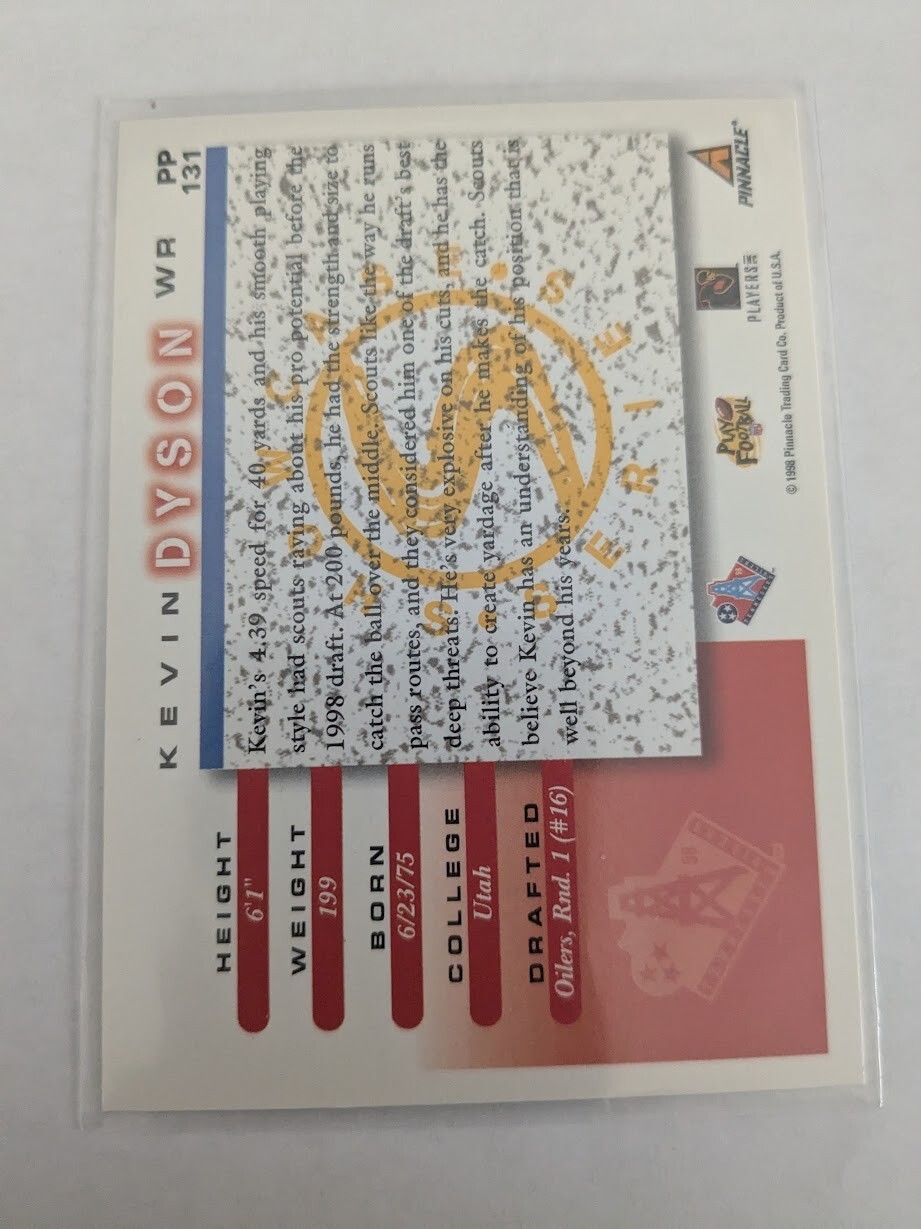 KEVIN DYSON WR PP
131
Kevin's 4.39 speed for 40 yards and his smooth playing
style had scouts raving about his pro potential before the
1998 draft. At 200 pounds, he had the strength and size to
catch the ball over the middle. Scouts like the way he runs
pass routes, and they considered him one of the draft's best
deep threats. He's very explosive on his cuts, and he has the
ability to create yardage after he makes the catch. Scouts
believe Kevin has an understanding of his position that is
well beyond his years.
SHOWCASE
SERIES
HEIGHT
6'1"
WEIGHT
199
BORN
6/23/75
COLLEGE
Utah
DRAFTED
Oilers, Rnd. 1 (#16)
PLAY
FOOTBALL
PLAYERS INC
PINNACLE
© 1998 Pinnacle Trading Card Co. Product of U.S.A.